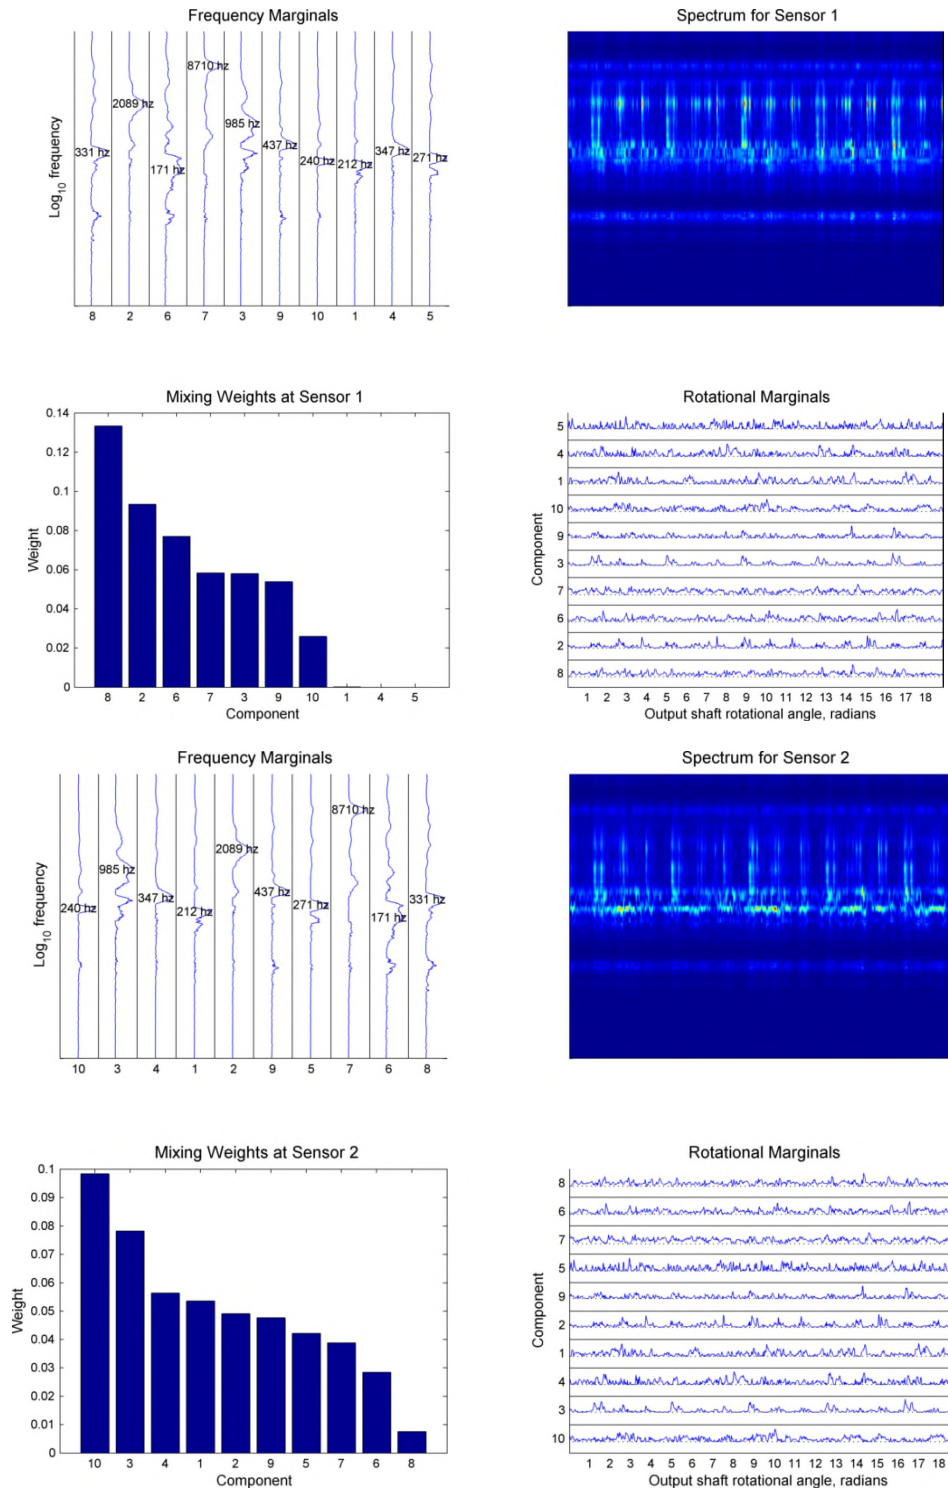 Frequency Marginals
Spectrum for Sensor 1
Log10 frequency
8710 hz
2089 hz
985 hz
331 hz
437 hz
347 hz
171 hz
240 hz
212 hz
271 hz
8 2 6 7 3 9 10 1 4 5
Mixing Weights at Sensor 1
Weight
0.14
0.12
0.1
0.08
0.06
0.04
0.02
0
8 2 6 7 3 9 10 1 4 5
Component
Rotational Marginals
Component
5
4
1
10
9
3
7
6
2
8
1 2 3 4 5 6 7 8 9 10 11 12 13 14 15 16 17 18
Output shaft rotational angle, radians
Frequency Marginals
Spectrum for Sensor 2
Log10 frequency
8710 hz
2089 hz
985 hz
240 hz
347 hz
212 hz
437 hz
271 hz
171 hz
331 hz
10 3 4 1 2 9 5 7 6 8
Mixing Weights at Sensor 2
Weight
0.1
0.09
0.08
0.07
0.06
0.05
0.04
0.03
0.02
0.01
0
10 3 4 1 2 9 5 7 6 8
Component
Rotational Marginals
Component
8
6
7
5
9
2
1
4
3
10
1 2 3 4 5 6 7 8 9 10 11 12 13 14 15 16 17 18
Output shaft rotational angle, radians